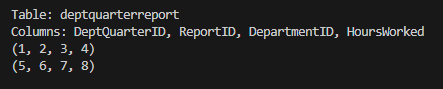 Table: deptquarterreport
Columns: DeptQuarterID, ReportID, DepartmentID, HoursWorked
(1, 2, 3, 4)
(5, 6, 7, 8)